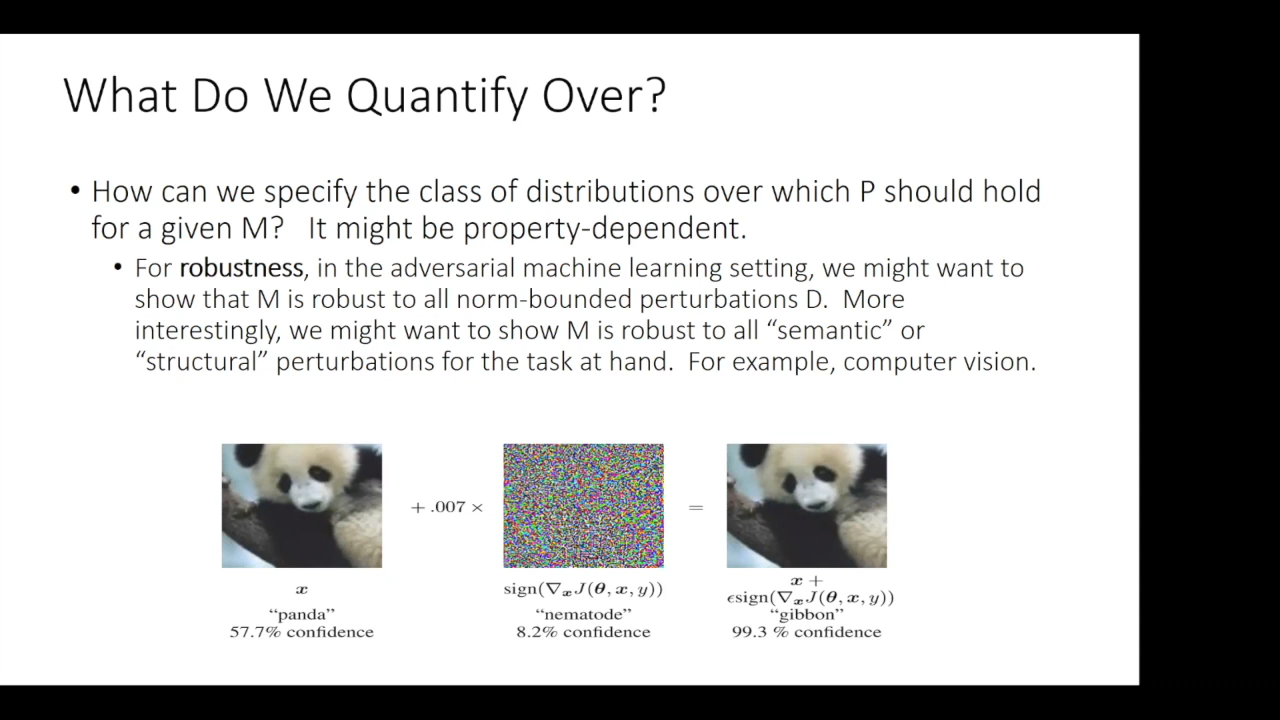 What Do We Quantify Over?
• How can we specify the class of distributions over which P should hold
for a given M?   It might be property-dependent.
• For robustness, in the adversarial machine learning setting, we might want to
show that M is robust to all norm-bounded perturbations D.  More
interestingly, we might want to show M is robust to all “semantic” or
“structural” perturbations for the task at hand.  For example, computer vision.
+ .007 ×
=
x
“panda”
57.7% confidence
sign(∇ₓJ(θ, x, y))
“nematode”
8.2% confidence
x +
ϵsign(∇ₓJ(θ, x, y))
“gibbon”
99.3 % confidence